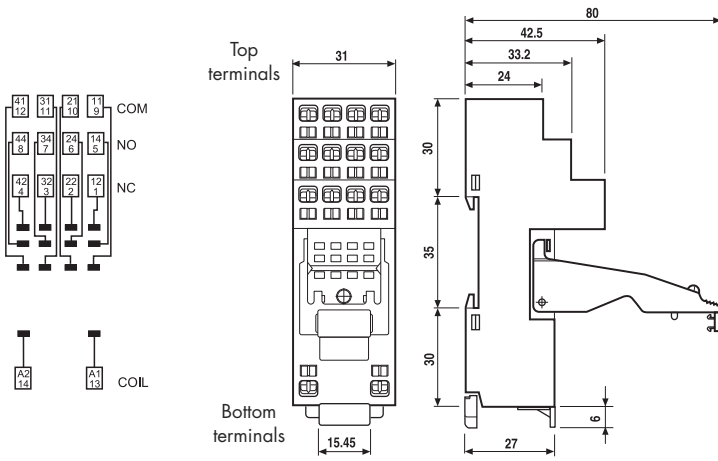 41 31 21 11
12 11 10 9
COM
44 34 24 14
8 7 6 5
NO
42 32 22 12
4 3 2 1
NC
A2 A1
14 13
COIL
Top
terminals
31
Bottom
terminals
15.45
80
42.5
33.2
24
30
35
30
6
27